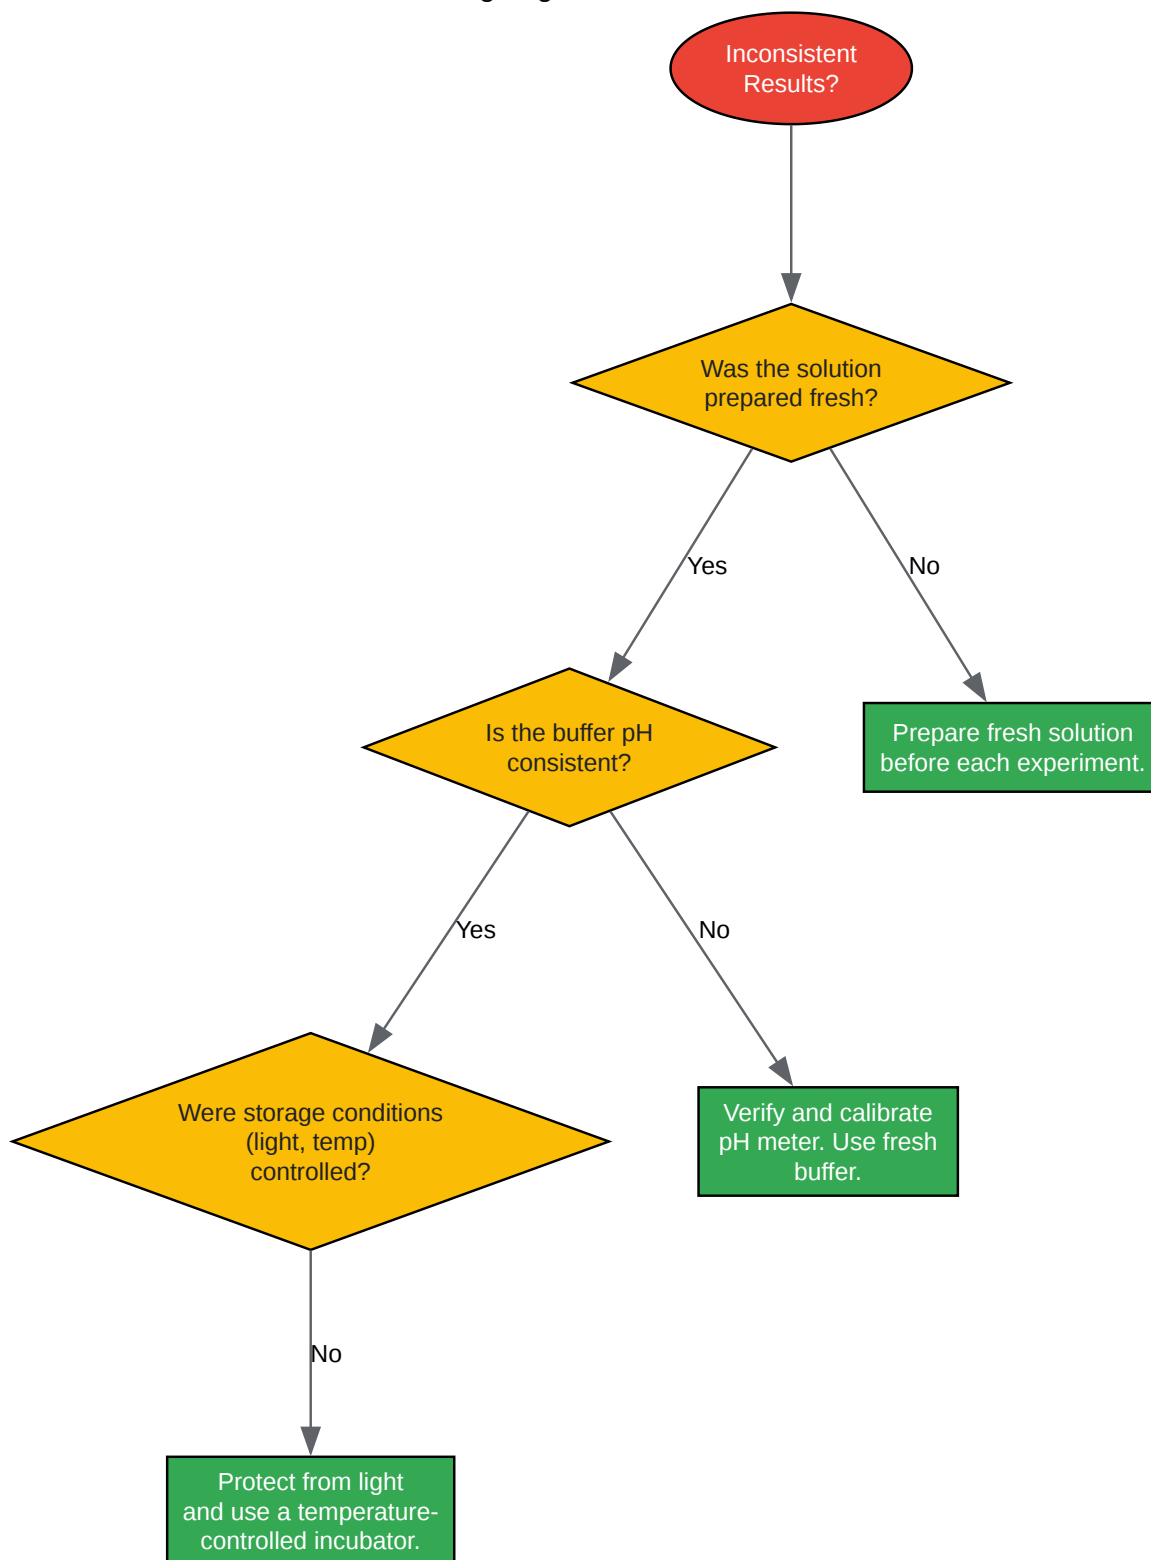 Inconsistent
Results?
Was the solution
prepared fresh?
Yes
No
Is the buffer pH
consistent?
Prepare fresh solution
before each experiment.
Yes
No
Were storage conditions
(light, temp)
controlled?
Verify and calibrate
pH meter. Use fresh
buffer.
No
Protect from light
and use a temperature-
controlled incubator.